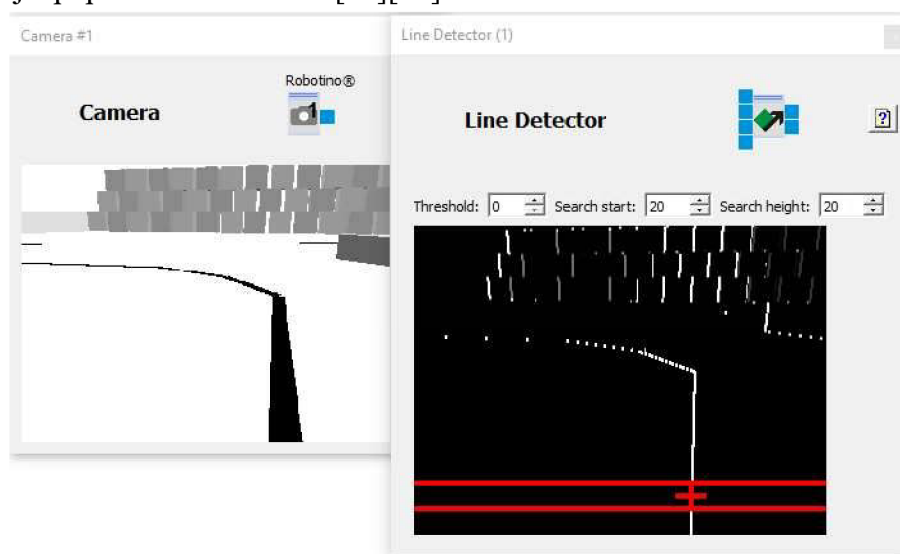 Camera #1
Robotino®
Camera
Line Detector (1)
Line Detector
Threshold: 0 Search start: 20 Search height: 20